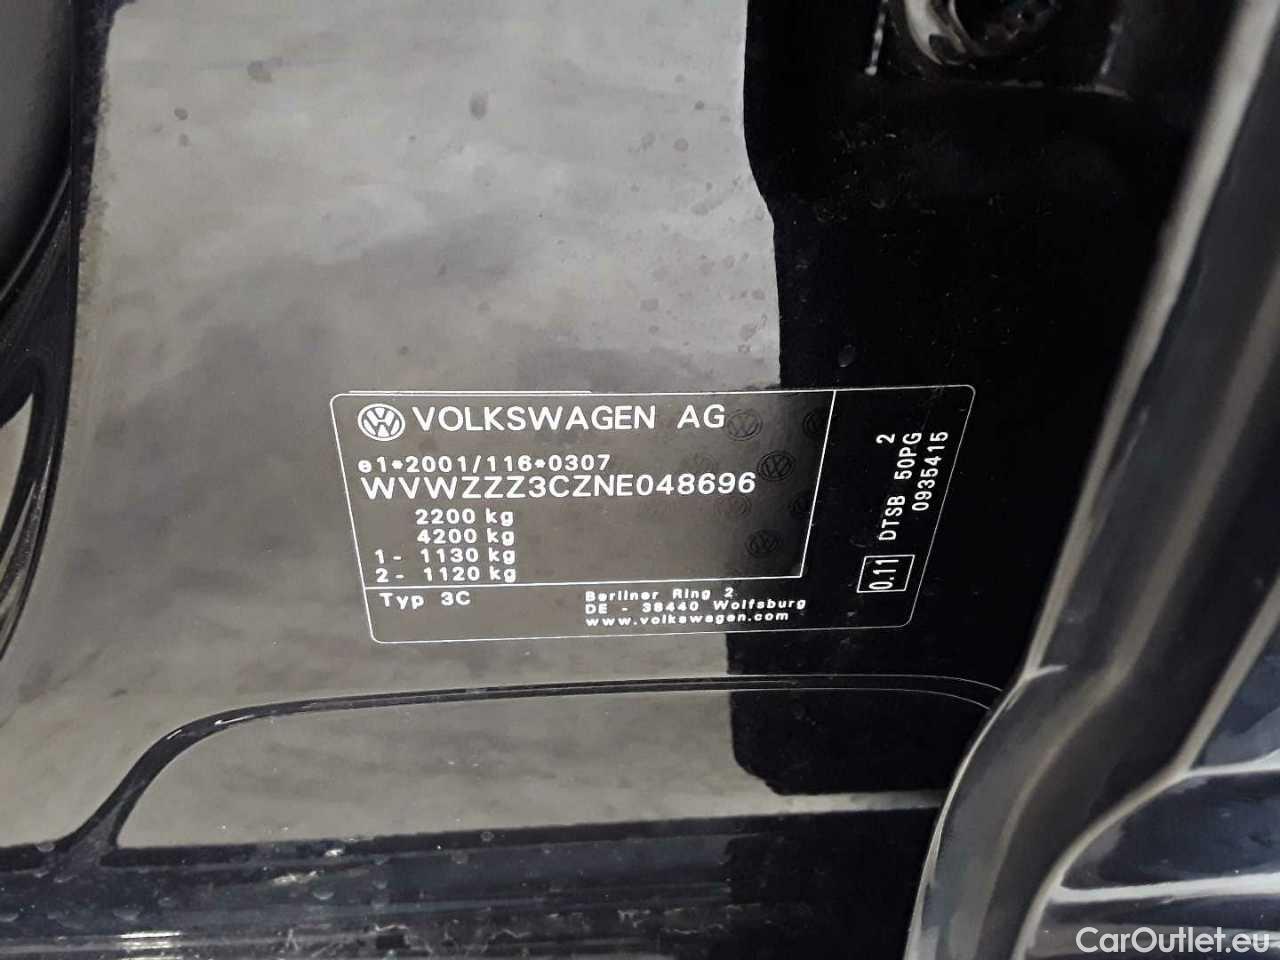 VOLKSWAGEN AG
e1*2001/116*0307
WVWZZZ3CZNE048696
2200 kg
4200 kg
1- 1130 kg
2- 1120 kg
Typ 3C
Berliner Ring 2
DE - 38440 Wolfsburg
www.volkswagen.com
2
0.11 DTSB 50PG
0935415
CarOutlet.eu